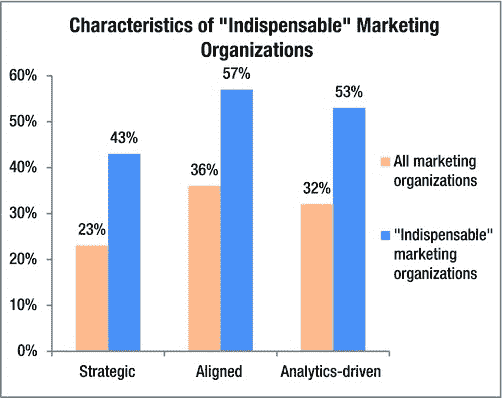 Characteristics of "Indispensable" Marketing
Organizations
60%
50%
40%
30%
20%
10%
0%
23%
43%
36%
57%
32%
53%
Strategic
Aligned
Analytics-driven
All marketing
organizations
"Indispensable"
marketing
organizations